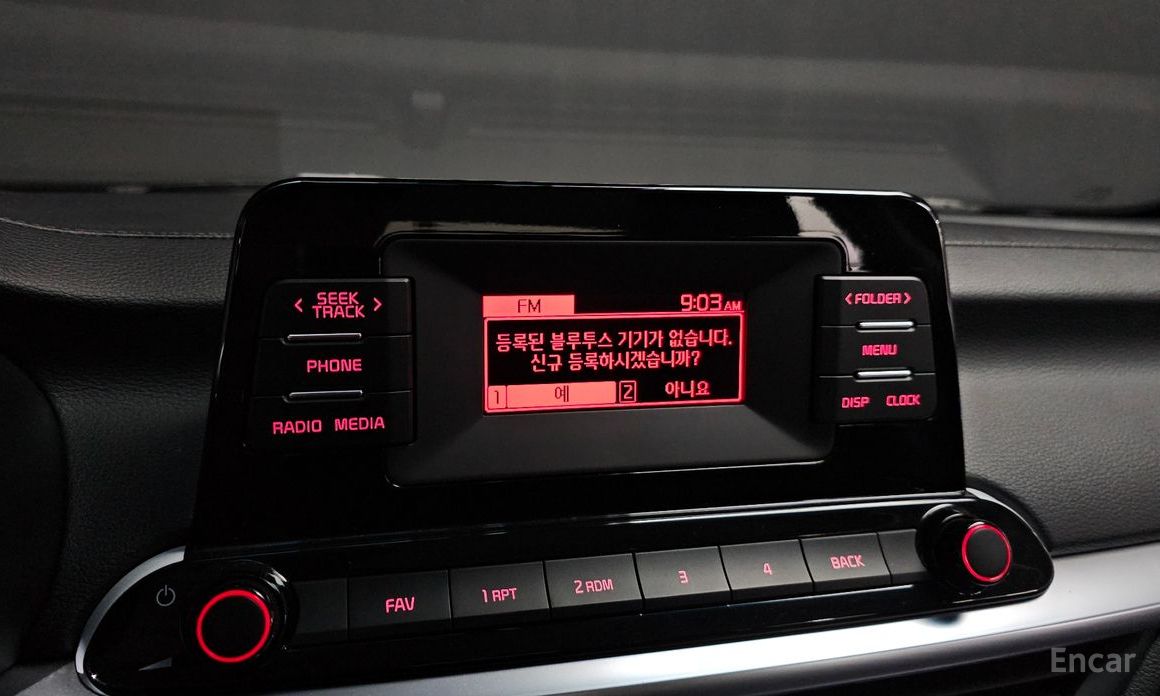 < SEEK TRACK >
PHONE
RADIO MEDIA
FM 9:03 AM
등록된 블루투스 기기가 없습니다.
신규 등록하시겠습니까?
1 예 2 아니요
< FOLDER >
MENU
DISP CLOCK
FAV 1 RPT 2 RDM 3 4 BACK
Encar